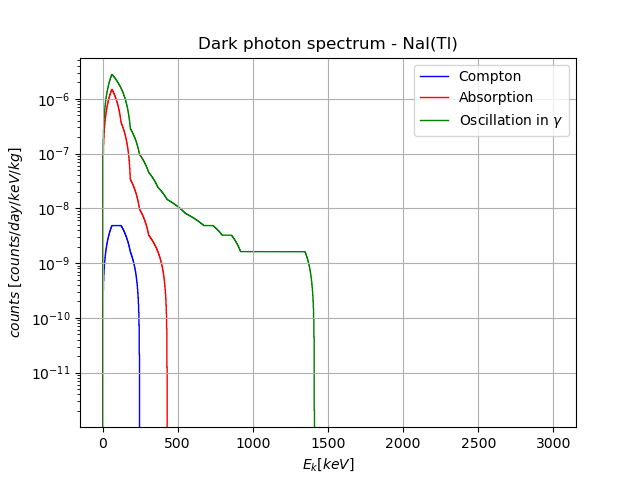 Dark photon spectrum - NaI(Tl)
Compton
Absorption
Oscillation in γ
10⁻⁶
10⁻⁷
10⁻⁸
10⁻⁹
10⁻¹⁰
10⁻¹¹
counts [counts/day/keV/kg]
0 500 1000 1500 2000 2500 3000
Eₖ[keV]